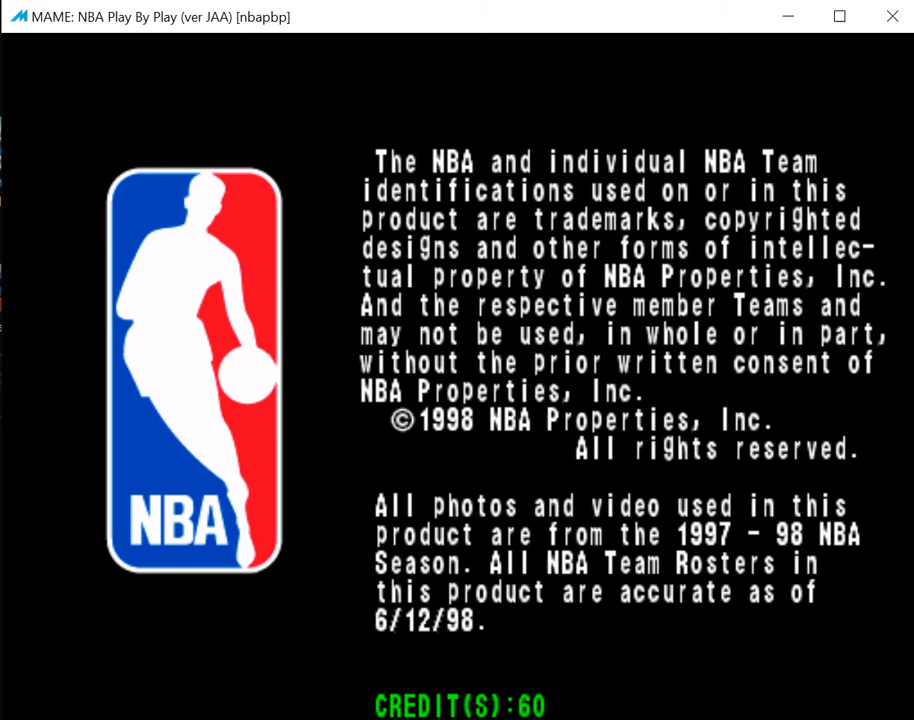 MAME: NBA Play By Play (ver JAA) [nbapbp]
The NBA and individual NBA Team
identifications used on or in this
product are trademarks, copyrighted
designs and other forms of intellec-
tual property of NBA Properties, Inc.
And the respective member Teams and
may not be used, in whole or in part,
without the prior written consent of
NBA Properties, Inc.
©1998 NBA Properties, Inc.
All rights reserved.
NBA
All photos and video used in this
product are from the 1997 - 98 NBA
Season. All NBA Team Rosters in
this product are accurate as of
6/12/98.
CREDIT(S):60